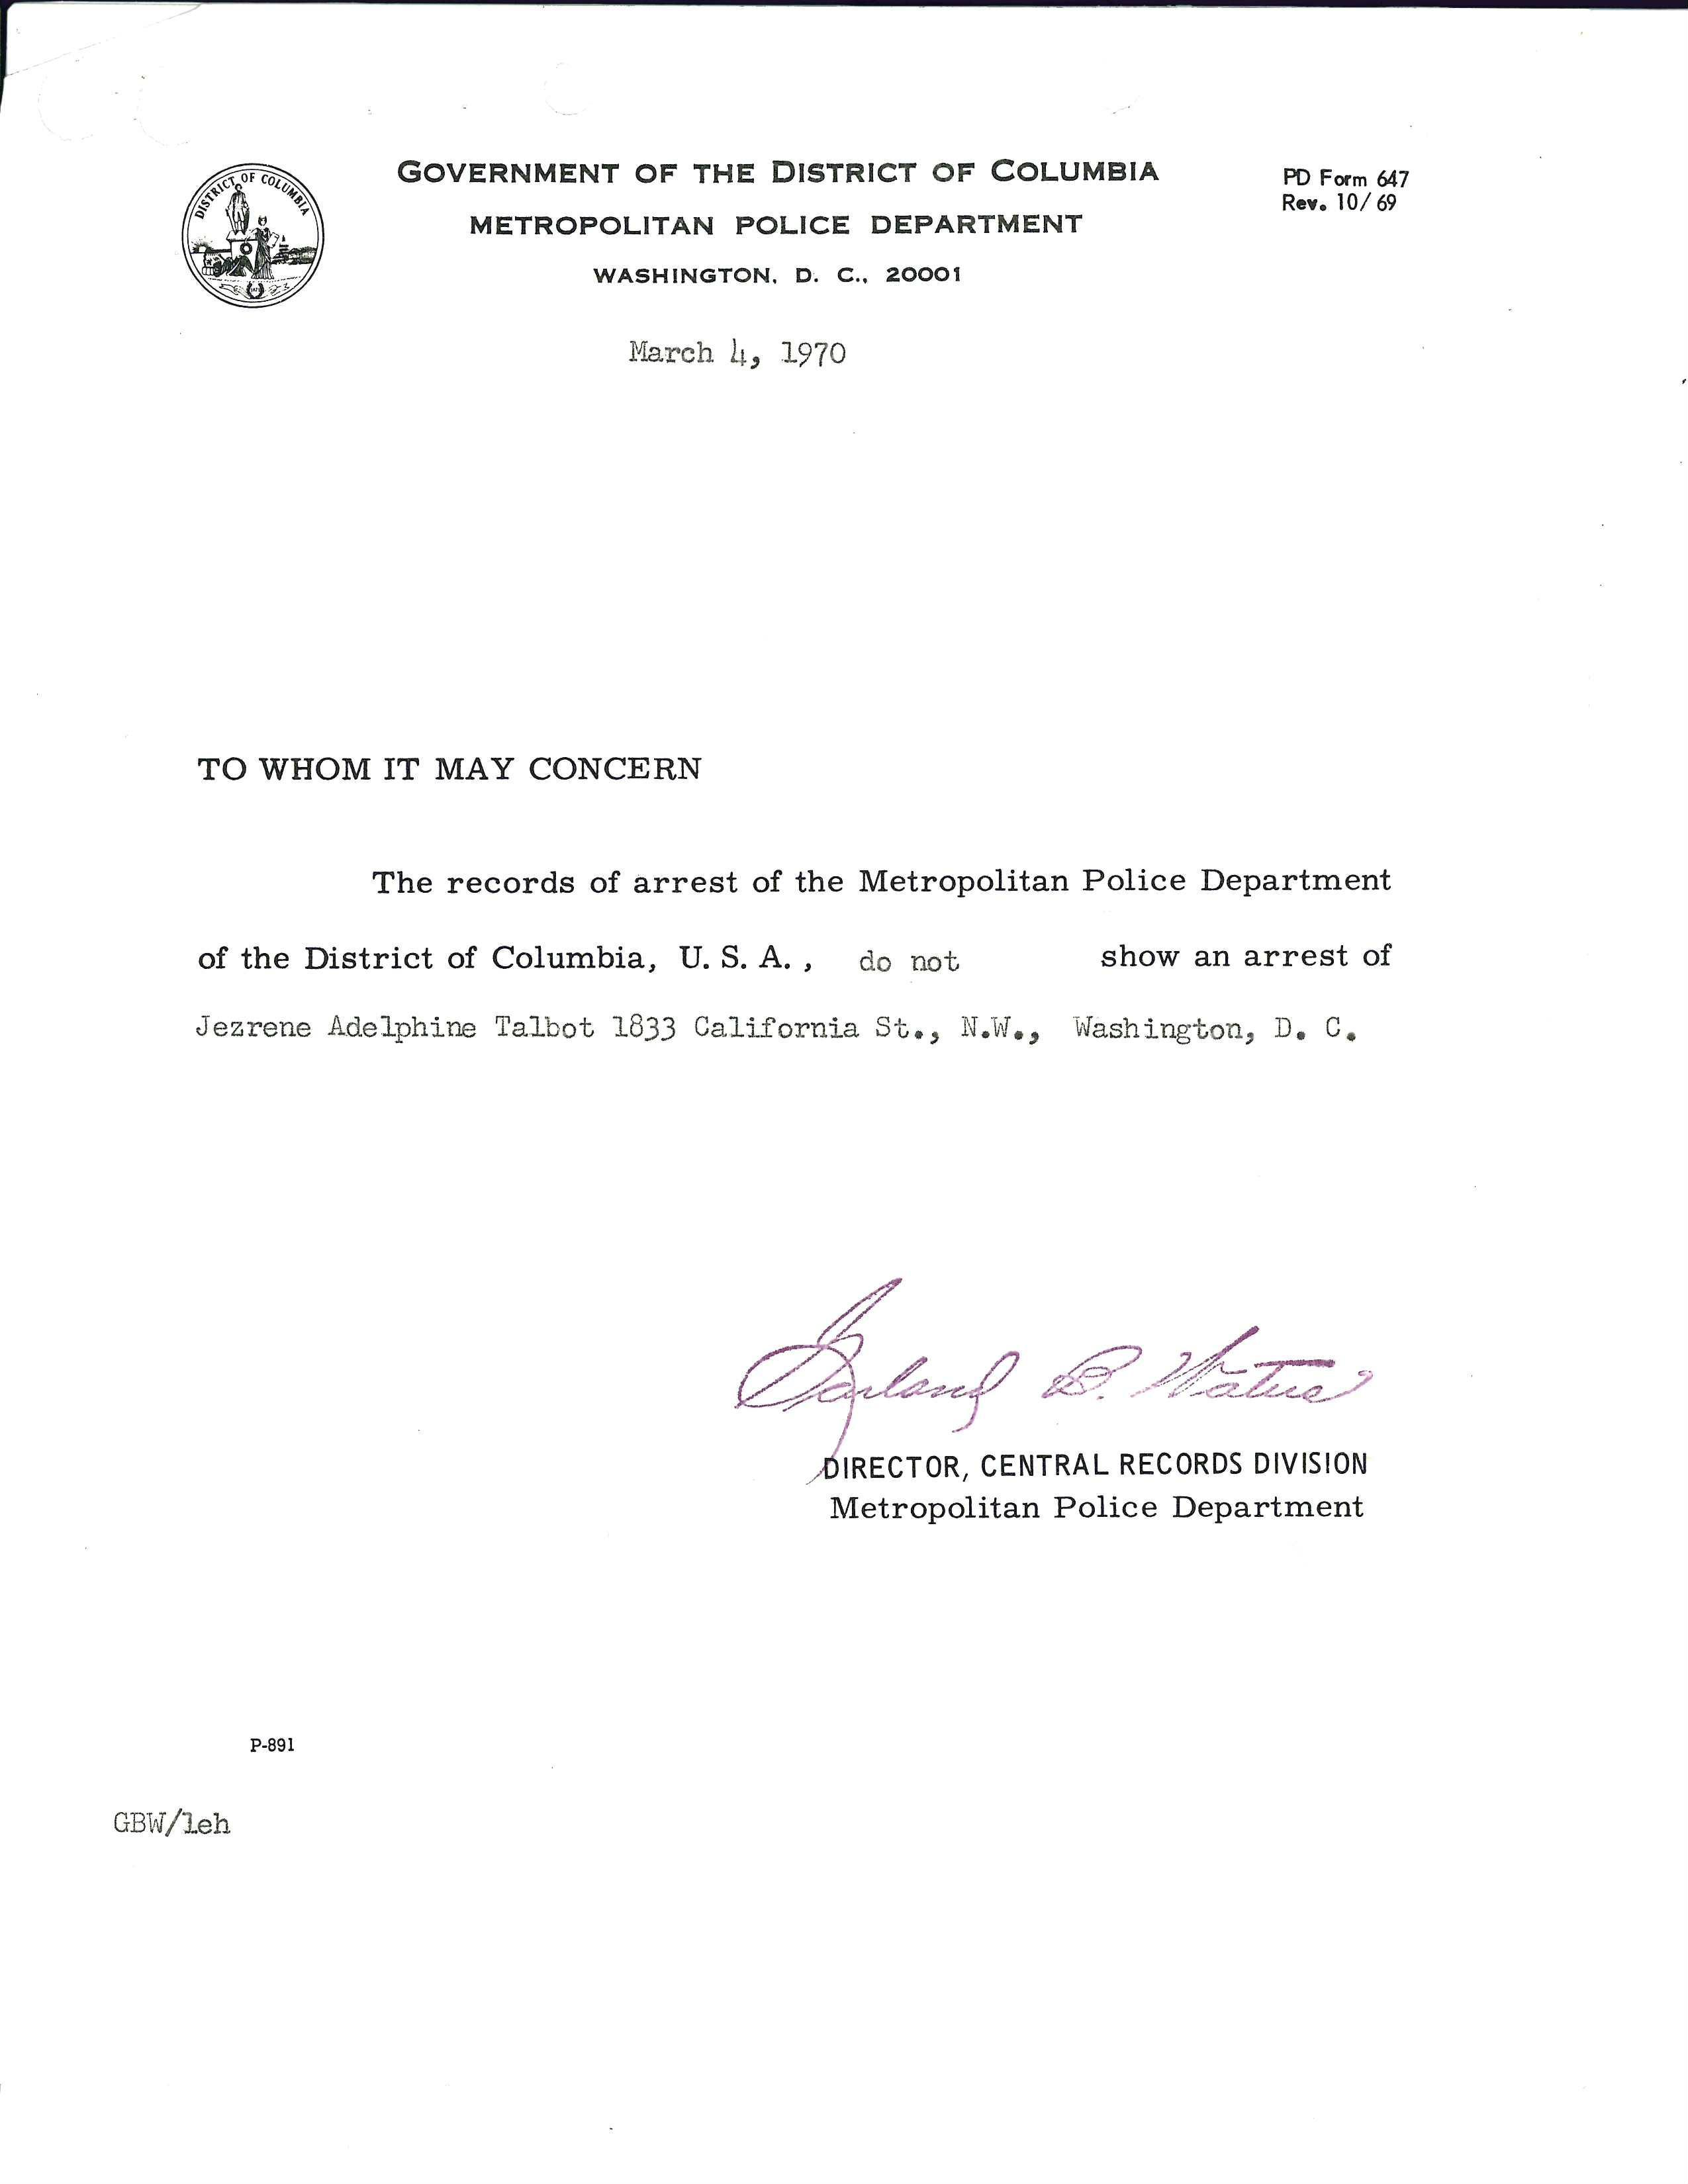 DISTRICT OF COLUMBIA
GOVERNMENT OF THE DISTRICT OF COLUMBIA
METROPOLITAN POLICE DEPARTMENT
WASHINGTON, D. C., 20001
PD Form 647
Rev. 10/69
March 4, 1970
TO WHOM IT MAY CONCERN
The records of arrest of the Metropolitan Police Department
of the District of Columbia, U. S. A., do not show an arrest of
Jezrene Adelphine Talbot 1833 California St., N.W., Washington, D. C.
Garland B. Waters
DIRECTOR, CENTRAL RECORDS DIVISION
Metropolitan Police Department
P-891
GBW/leh